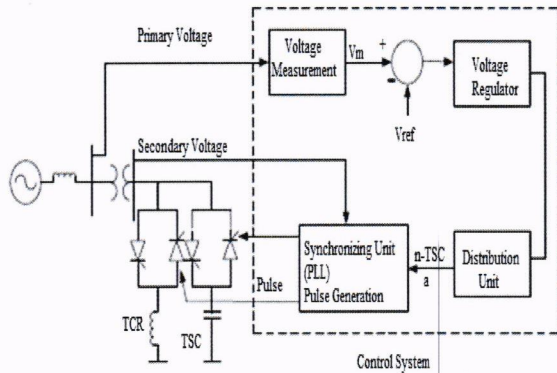 Primary Voltage
Voltage
Measurement
Vm
+
-
Vref
Voltage
Regulator
Secondary Voltage
Synchronizing Unit
(PLL)
Pulse Generation
n-TSC
a
Distribution
Unit
Pulse
TCR
TSC
Control System